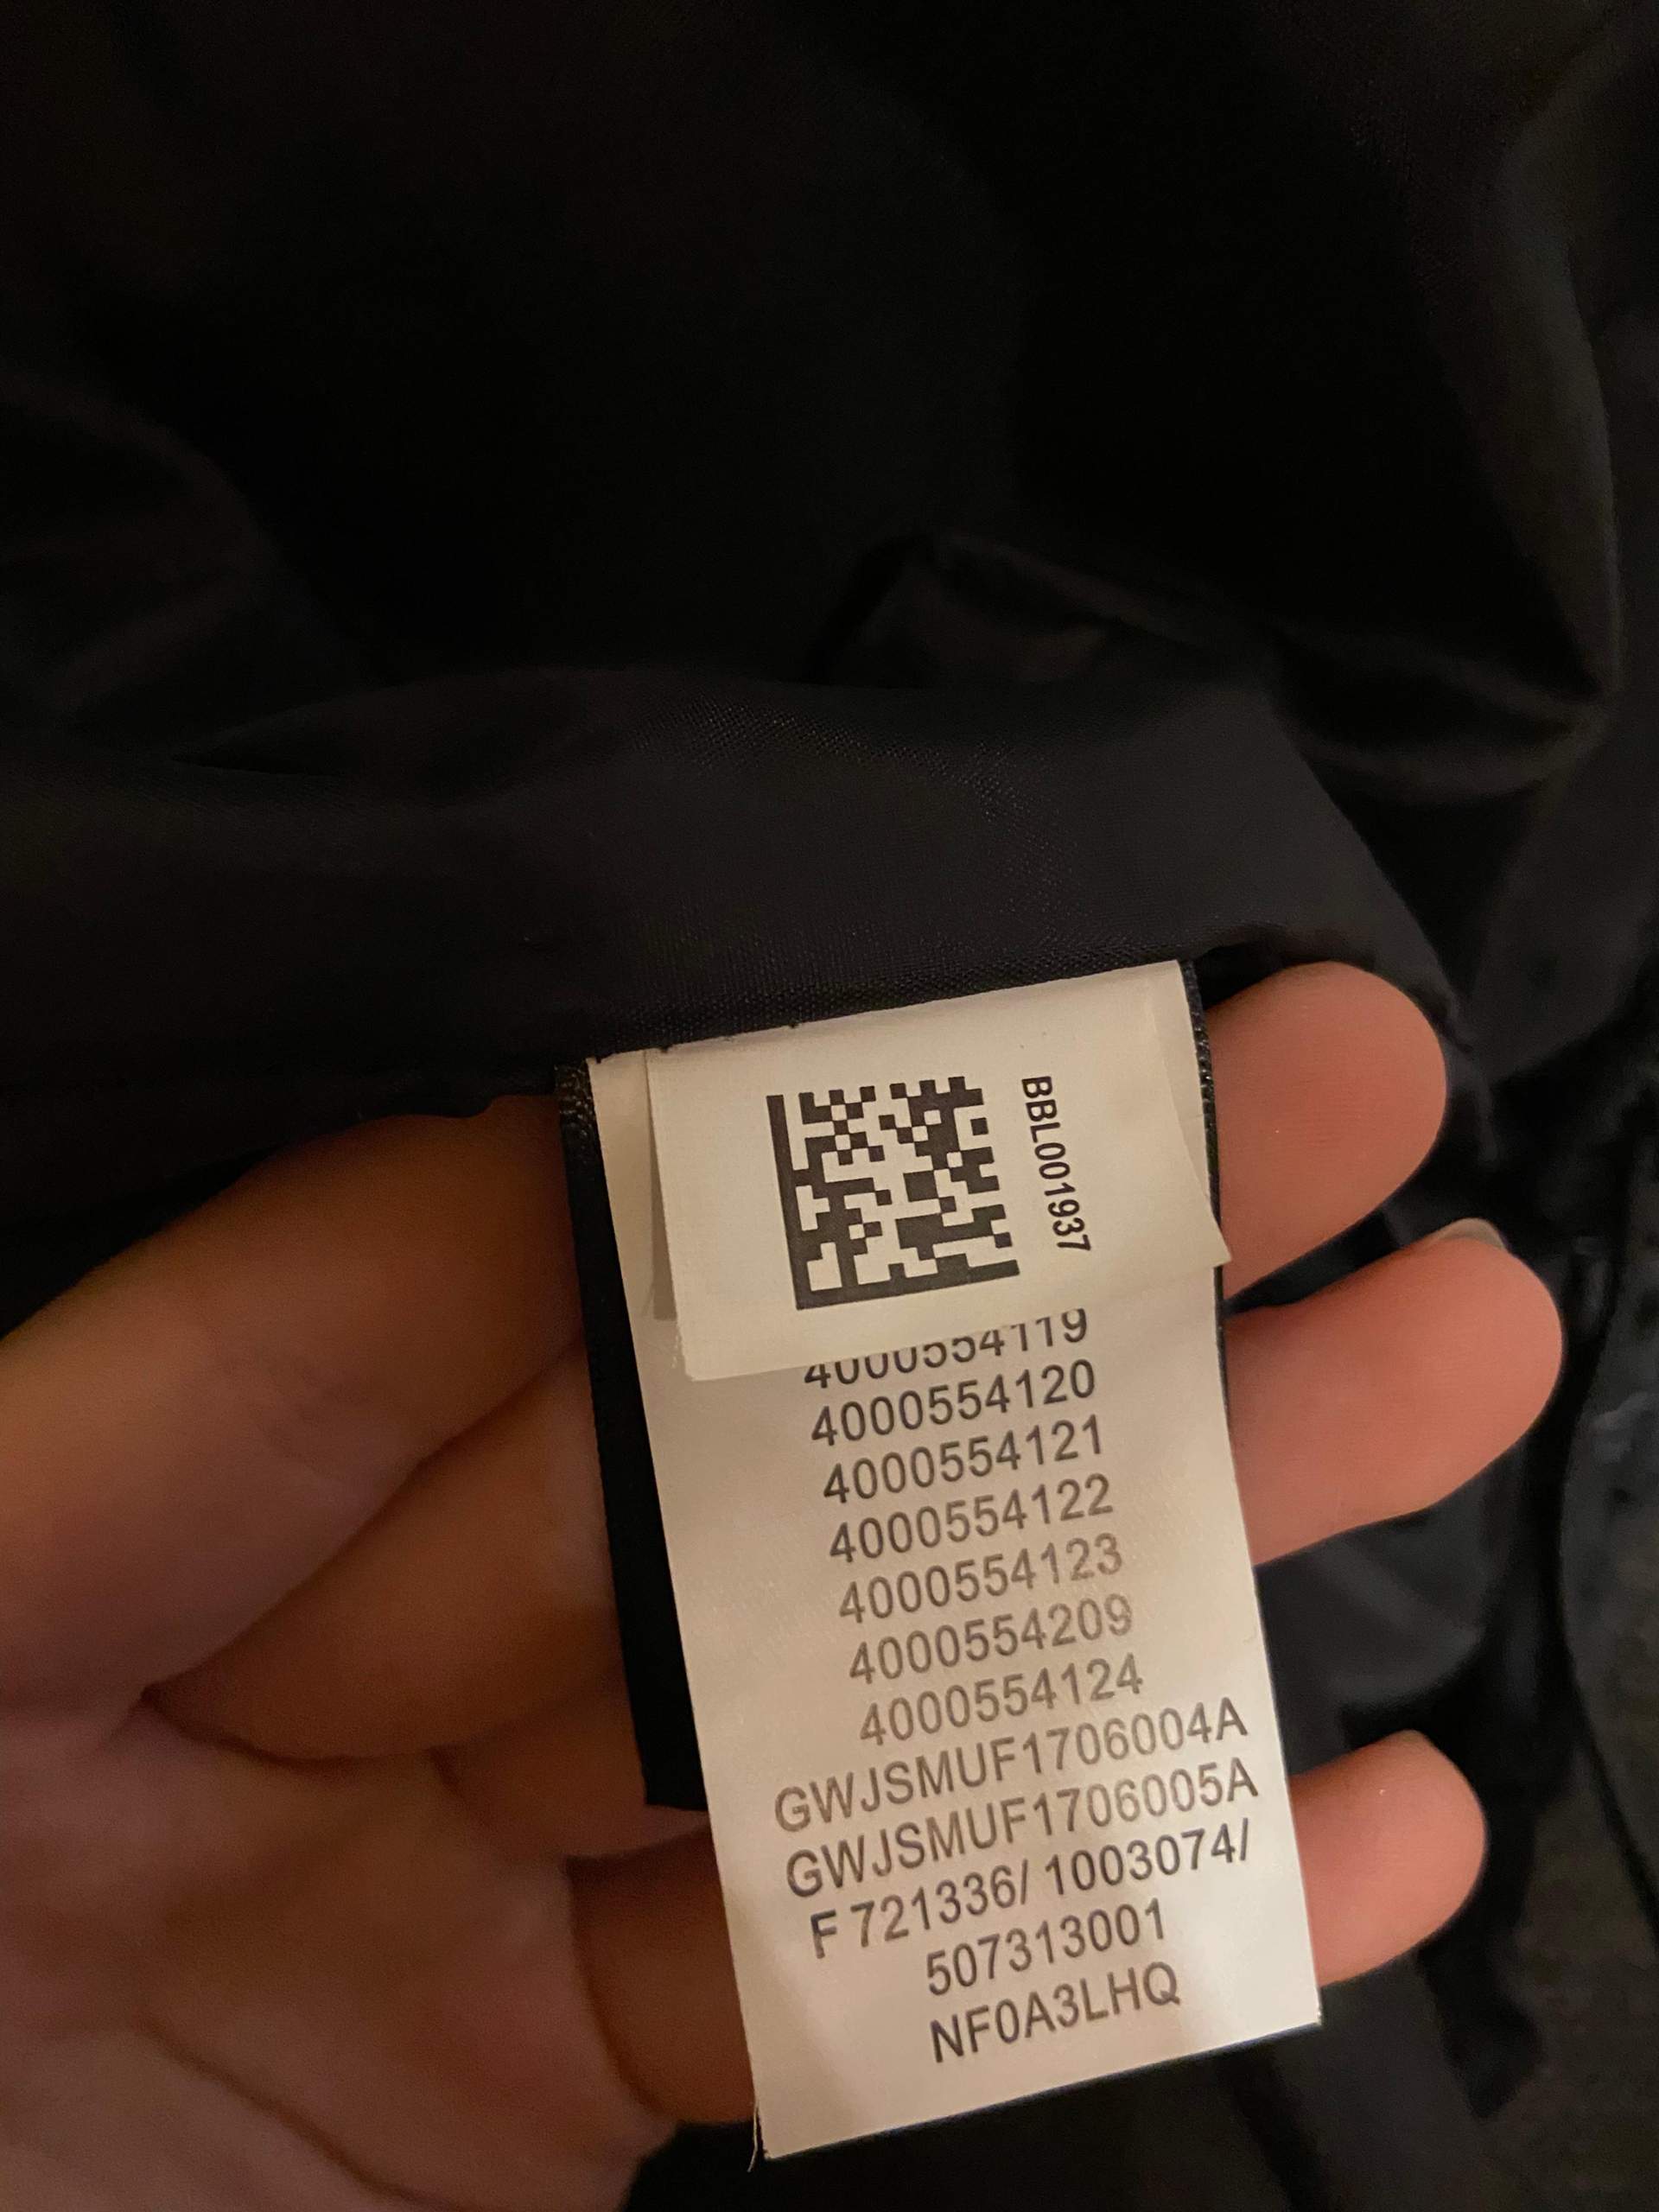 BBL001937
4000554119
4000554120
4000554121
4000554122
4000554123
4000554209
4000554124
GWJSMUF1706004A
GWJSMUF1706005A
F 721336/ 1003074/
507313001
NF0A3LHQ